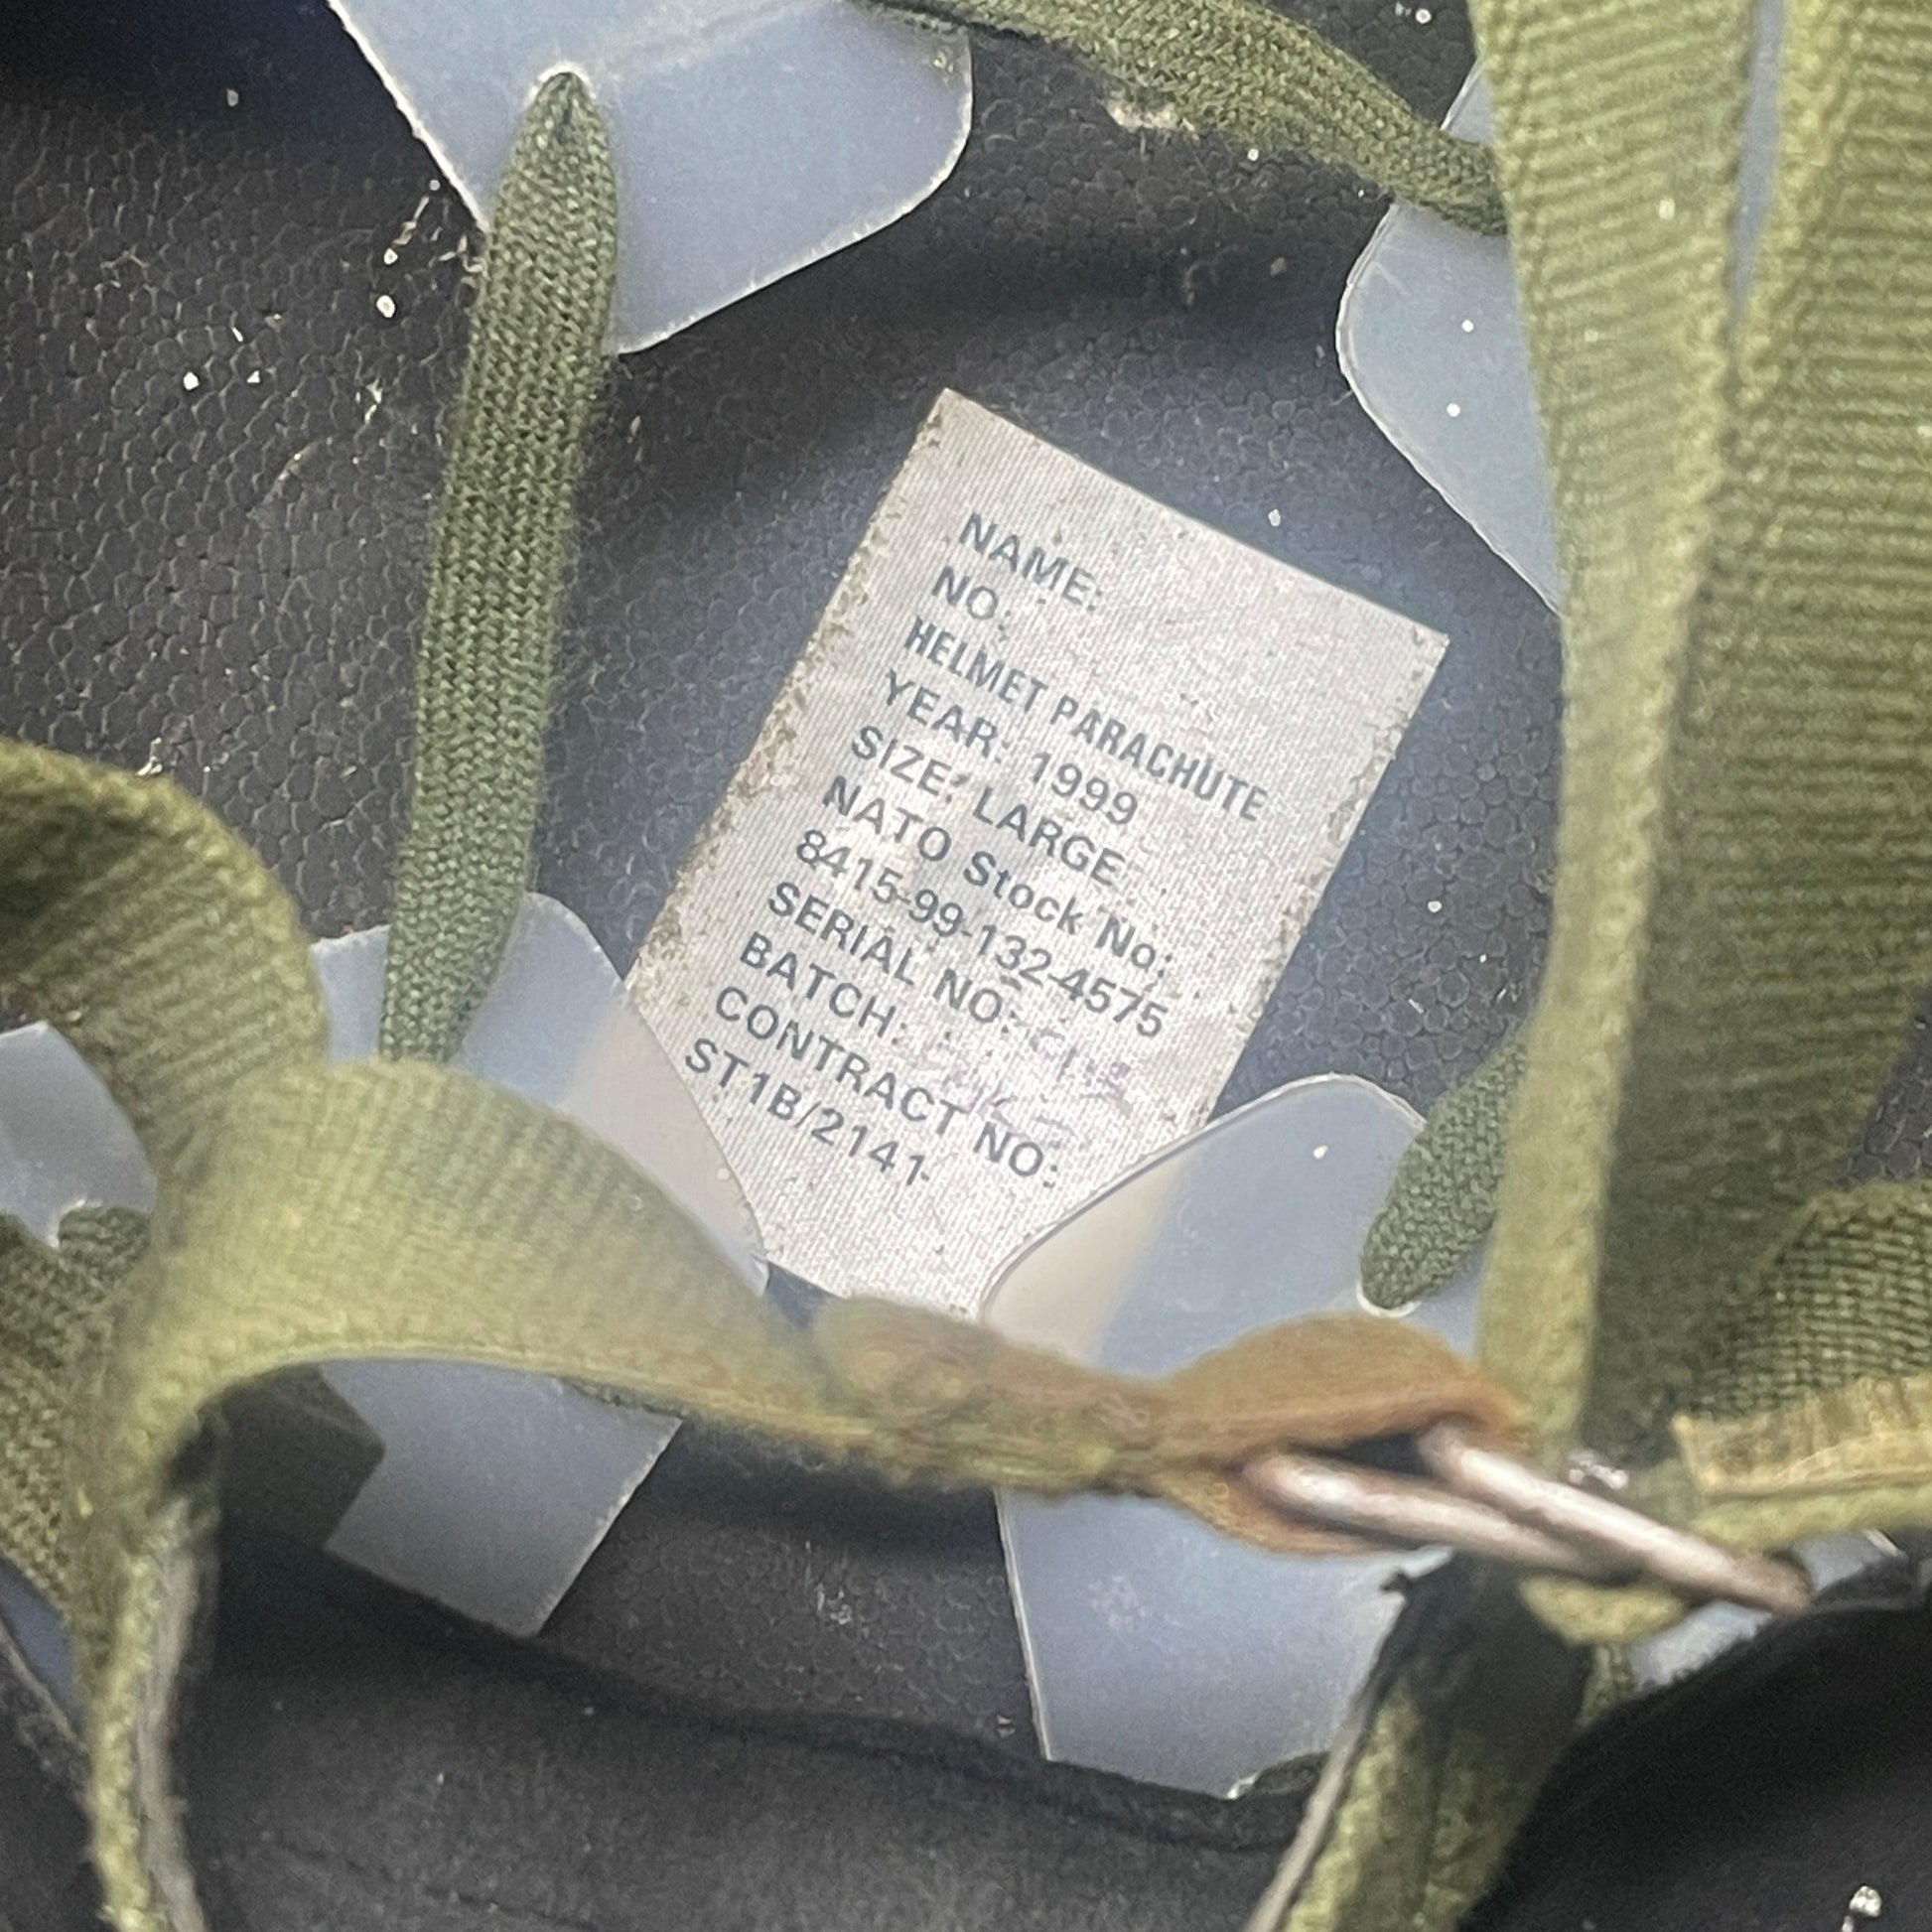 NAME:
NO:
HELMET PARACHUTE
YEAR: 1999
SIZE: LARGE
NATO Stock No:
8415-99-132-4575
SERIAL NO:
BATCH:
CONTRACT NO:
ST1B/2141